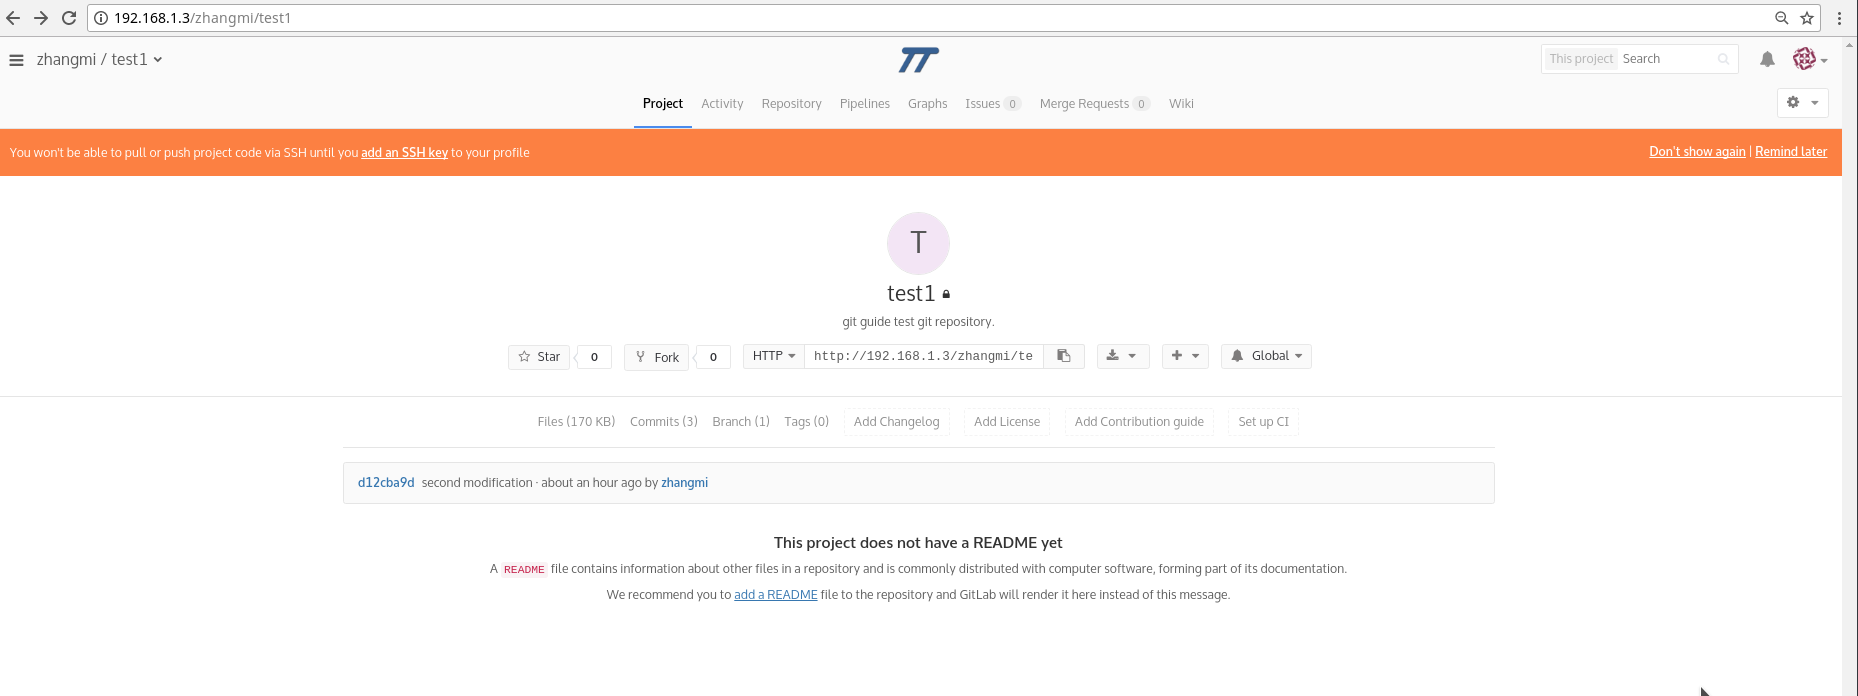 192.168.1.3/zhangmi/test1
zhangmi / test1
TT
This project Search
Project Activity Repository Pipelines Graphs Issues 0 Merge Requests 0 Wiki
You won't be able to pull or push project code via SSH until you add an SSH key to your profile
Don't show again | Remind later
T
test1
git guide test git repository.
Star 0 Fork 0 HTTP http://192.168.1.3/zhangmi/te Global
Files (170 KB) Commits (3) Branch (1) Tags (0) Add Changelog Add License Add Contribution guide Set up CI
d12cba9d second modification · about an hour ago by zhangmi
This project does not have a README yet
A README file contains information about other files in a repository and is commonly distributed with computer software, forming part of its documentation.
We recommend you to add a README file to the repository and GitLab will render it here instead of this message.